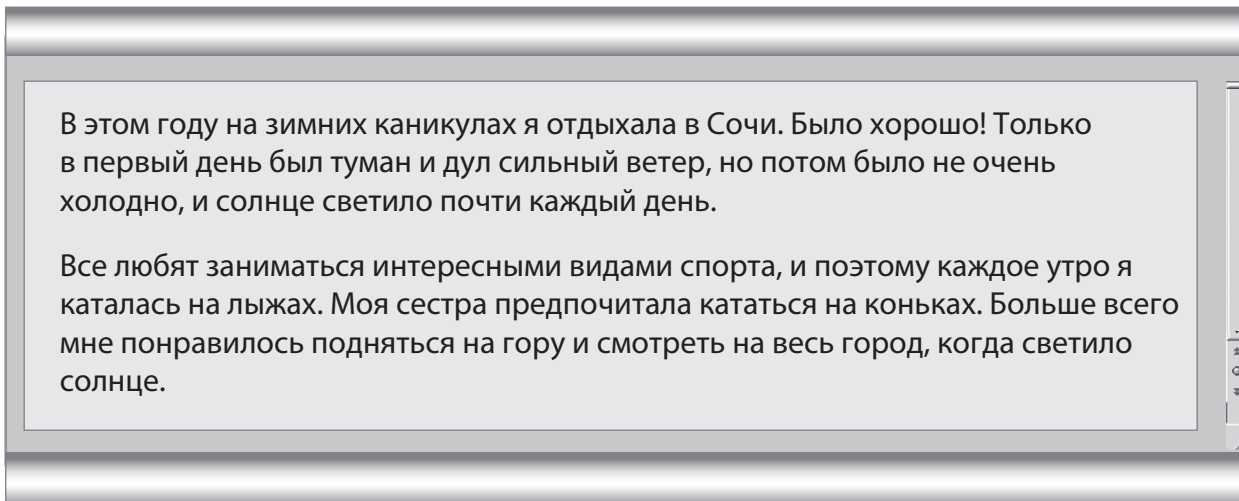 В этом году на зимних каникулах я отдыхала в Сочи. Было хорошо! Только
в первый день был туман и дул сильный ветер, но потом было не очень
холодно, и солнце светило почти каждый день.
Все любят заниматься интересными видами спорта, и поэтому каждое утро я
каталась на лыжах. Моя сестра предпочитала кататься на коньках. Больше всего
мне понравилось подняться на гору и смотреть на весь город, когда светило
солнце.